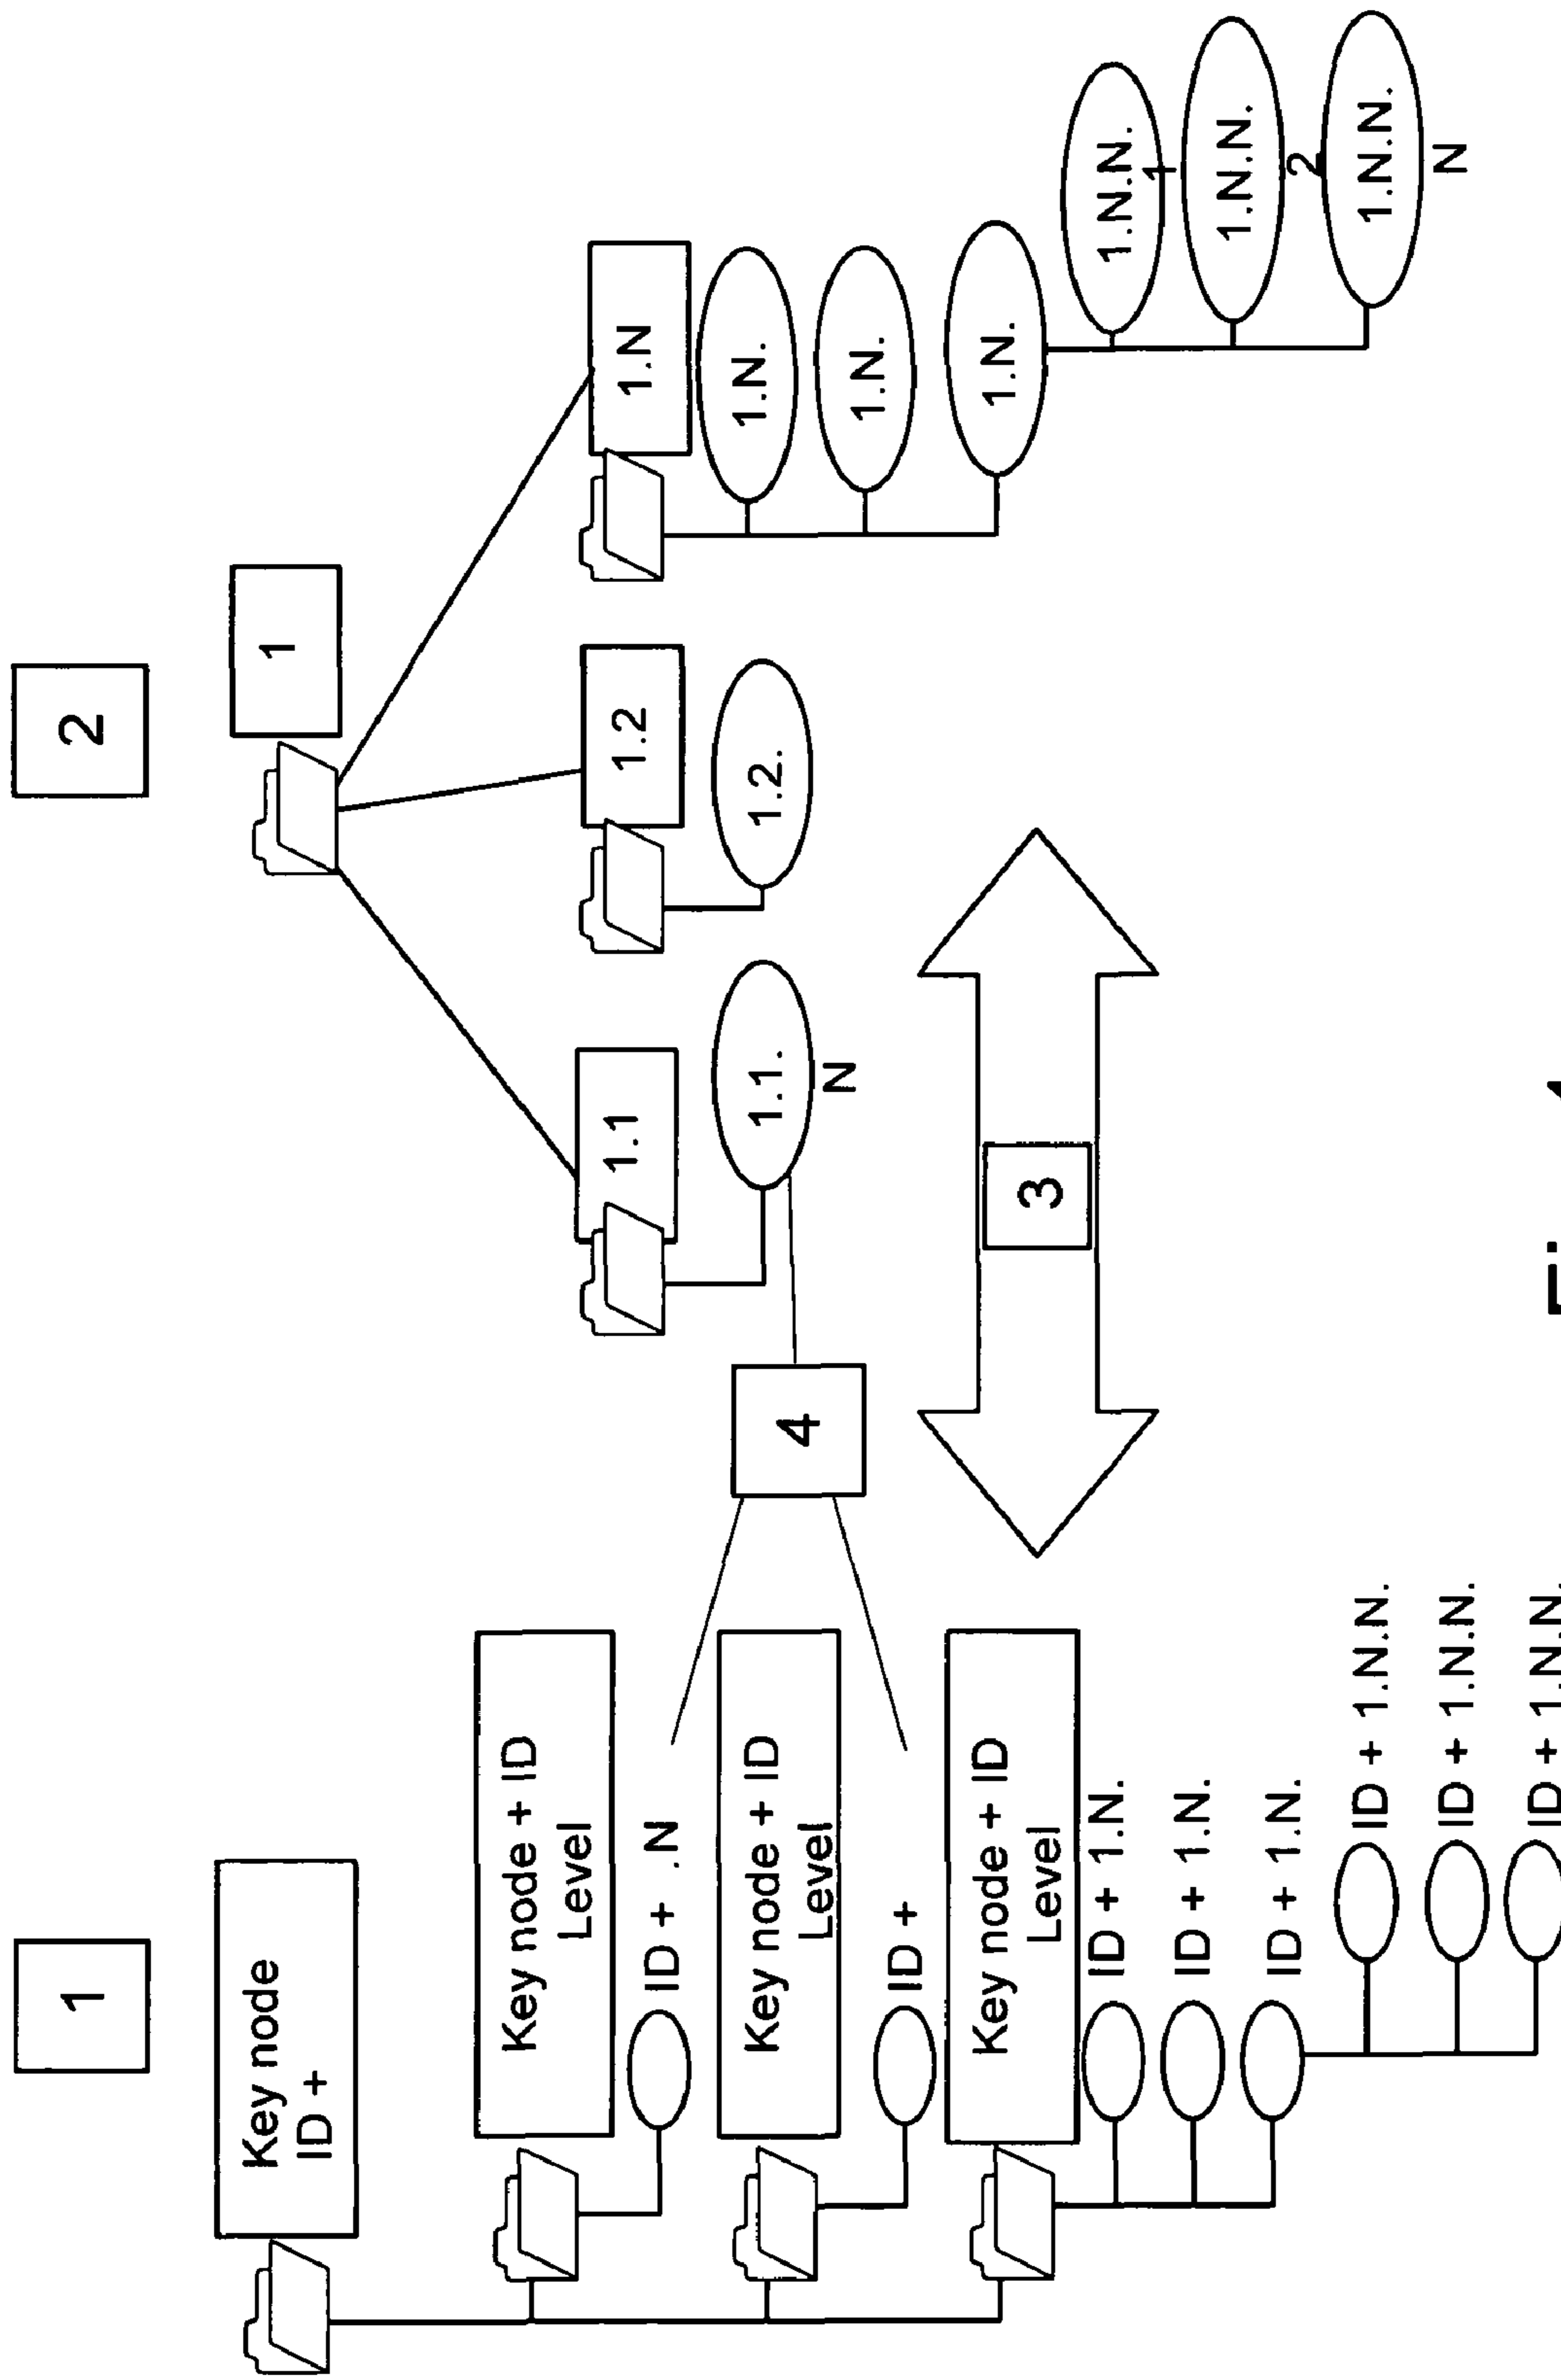 1
Key node
ID +
Key node + ID
Level
ID + .N
Key node + ID
Level
ID +
Key node + ID
Level
ID + 1.N.
ID + 1.N.
ID + 1.N.
ID + 1.N.N.
ID + 1.N.N.
ID + 1.N.N.
4
3
2
1
1.1
1.1.
N
1.2
1.2.
1.N
1.N.
1.N.
1.N.
1.N.N.
1
1.N.N.
2
1.N.N.
N